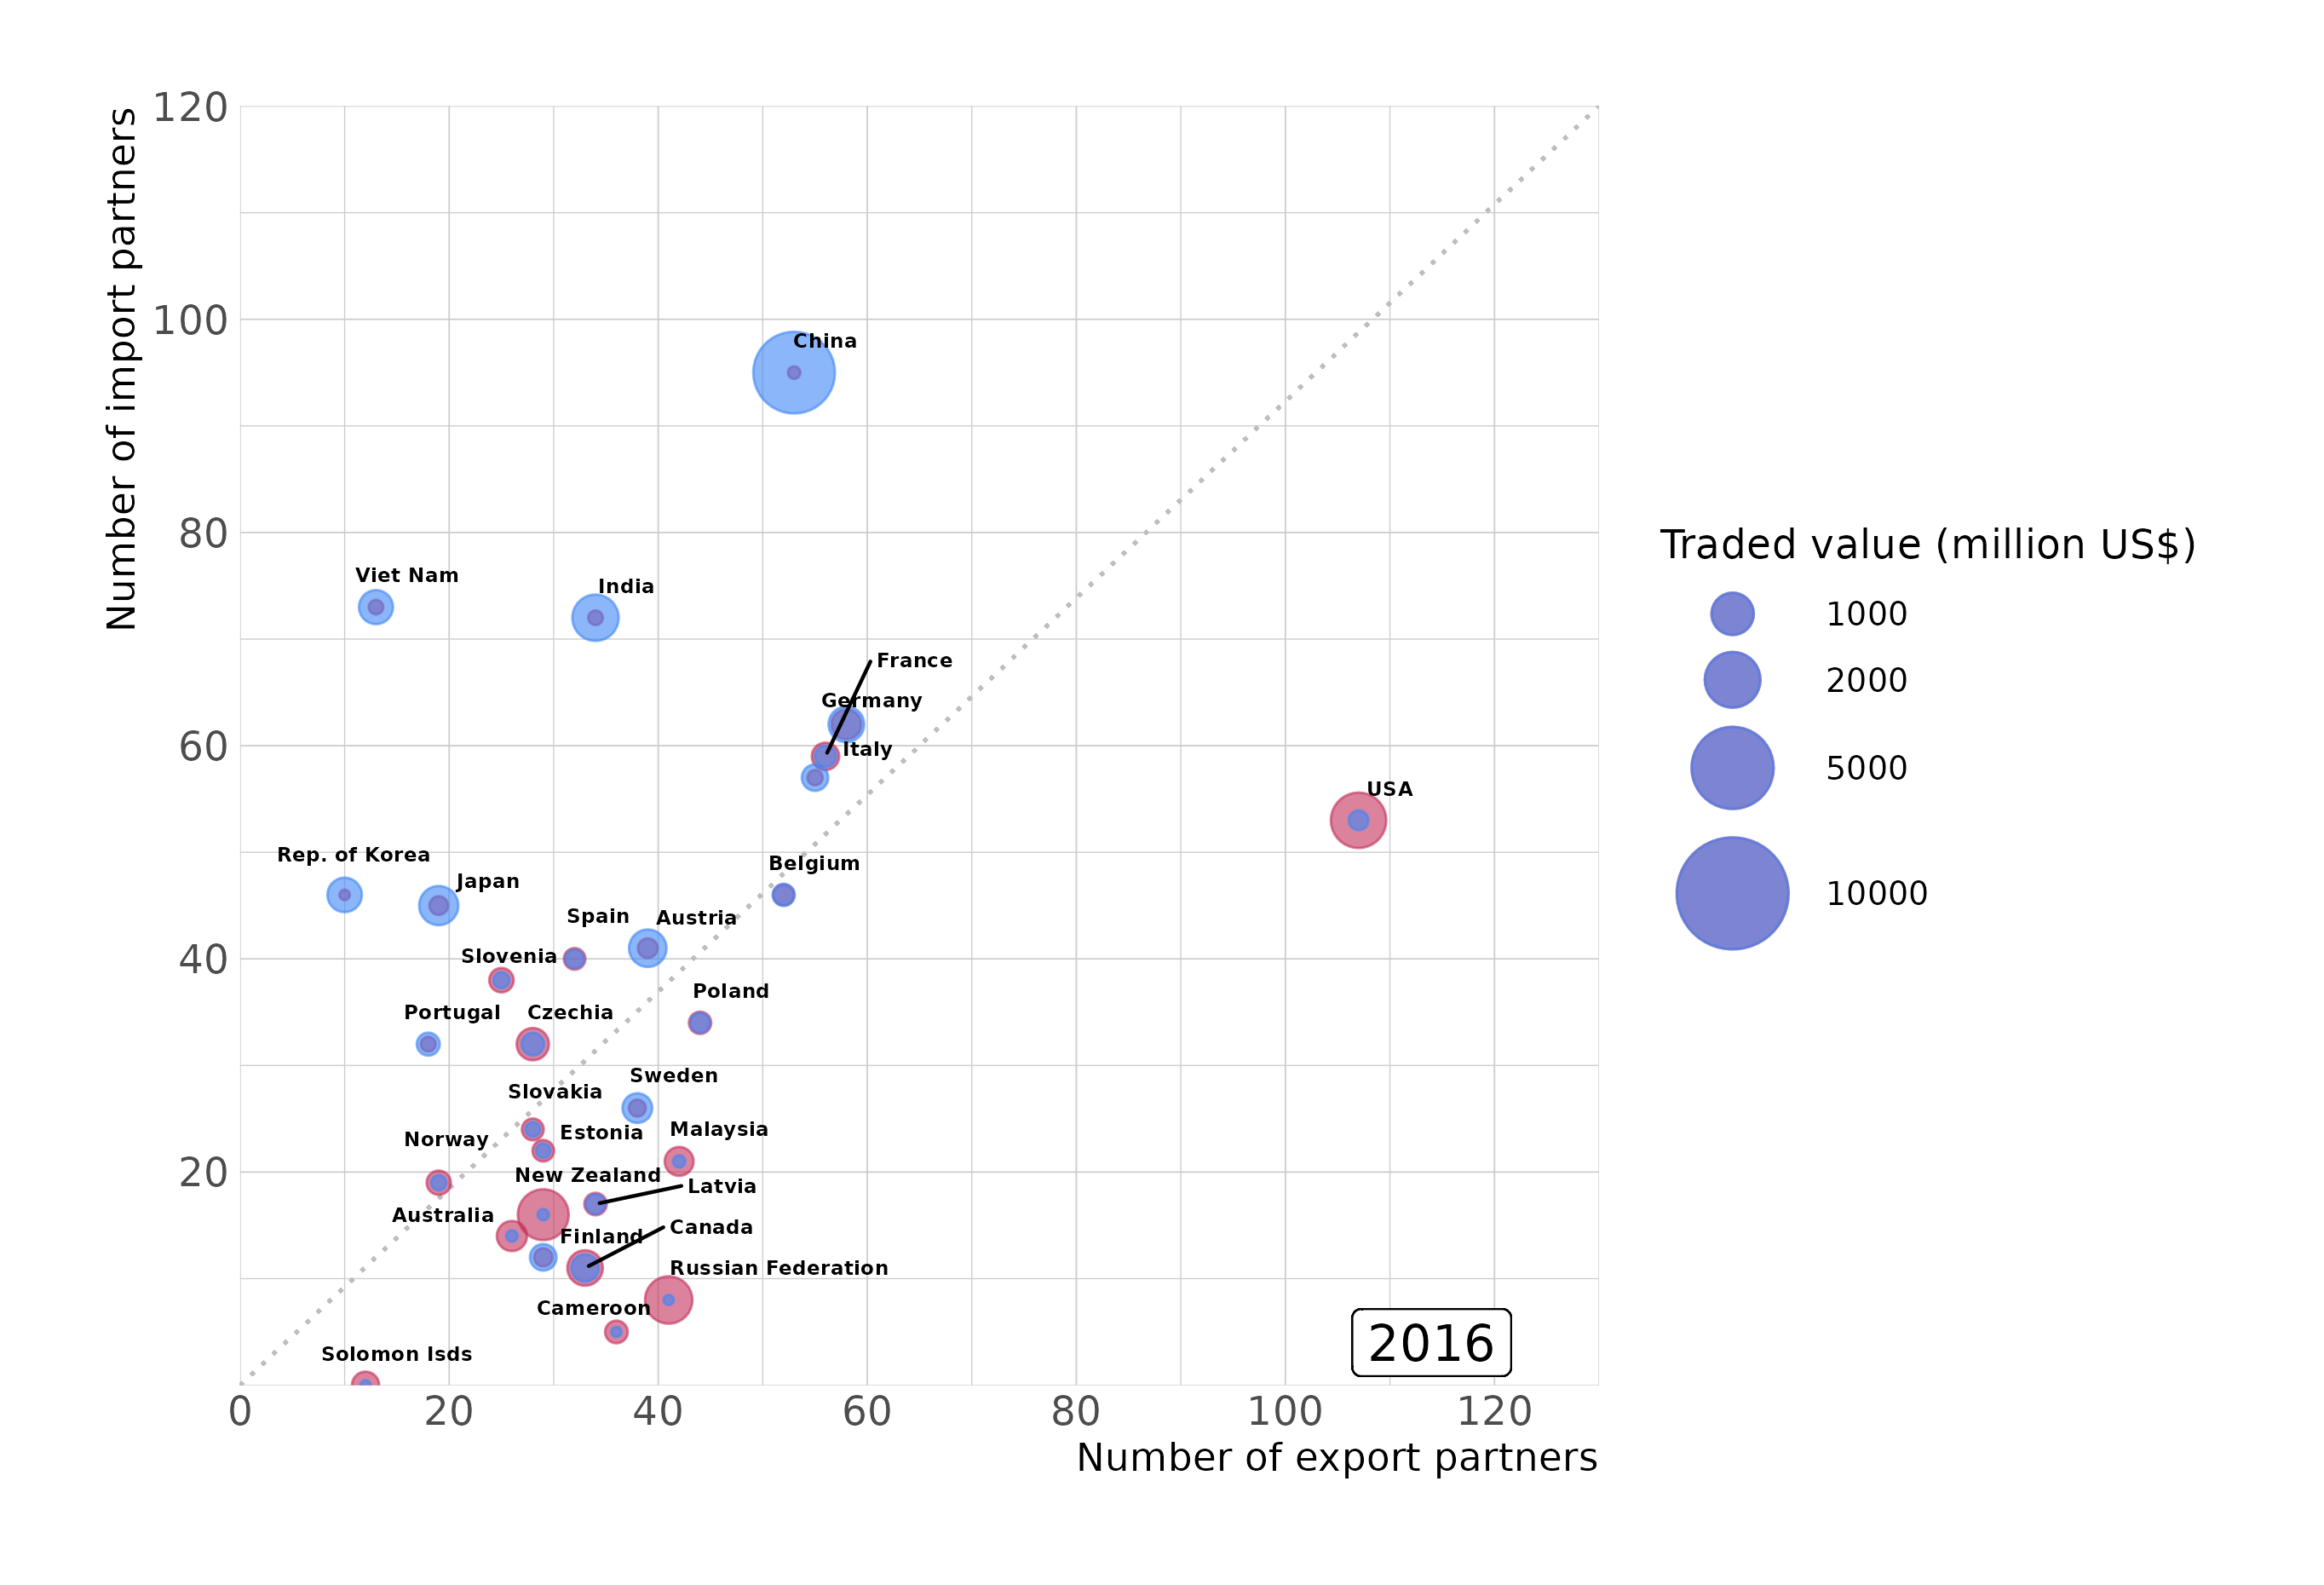 Number of import partners
120
100
80
60
40
20
China
Viet Nam
India
France
Germany
Italy
USA
Rep. of Korea
Japan
Belgium
Spain
Austria
Slovenia
Poland
Portugal
Czechia
Sweden
Slovakia
Malaysia
Estonia
Norway
New Zealand
Latvia
Australia
Canada
Finland
Russian Federation
Cameroon
Solomon Isds
2016
0
20
40
60
80
100
120
Number of export partners
Traded value (million US$)
1000
2000
5000
10000